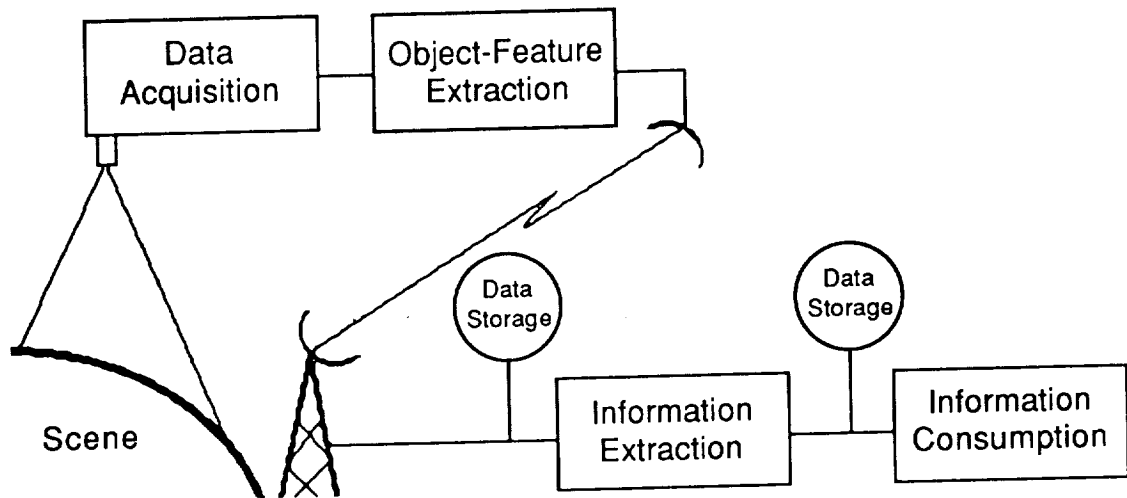 Data
Acquisition
Object-Feature
Extraction
Data
Storage
Data
Storage
Scene
Information
Extraction
Information
Consumption